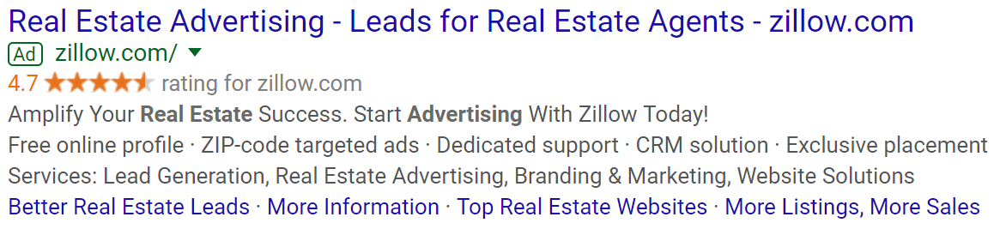 Real Estate Advertising - Leads for Real Estate Agents - zillow.com
Ad zillow.com/
4.7 rating for zillow.com
Amplify Your Real Estate Success. Start Advertising With Zillow Today!
Free online profile · ZIP-code targeted ads · Dedicated support · CRM solution · Exclusive placement
Services: Lead Generation, Real Estate Advertising, Branding & Marketing, Website Solutions
Better Real Estate Leads · More Information · Top Real Estate Websites · More Listings, More Sales